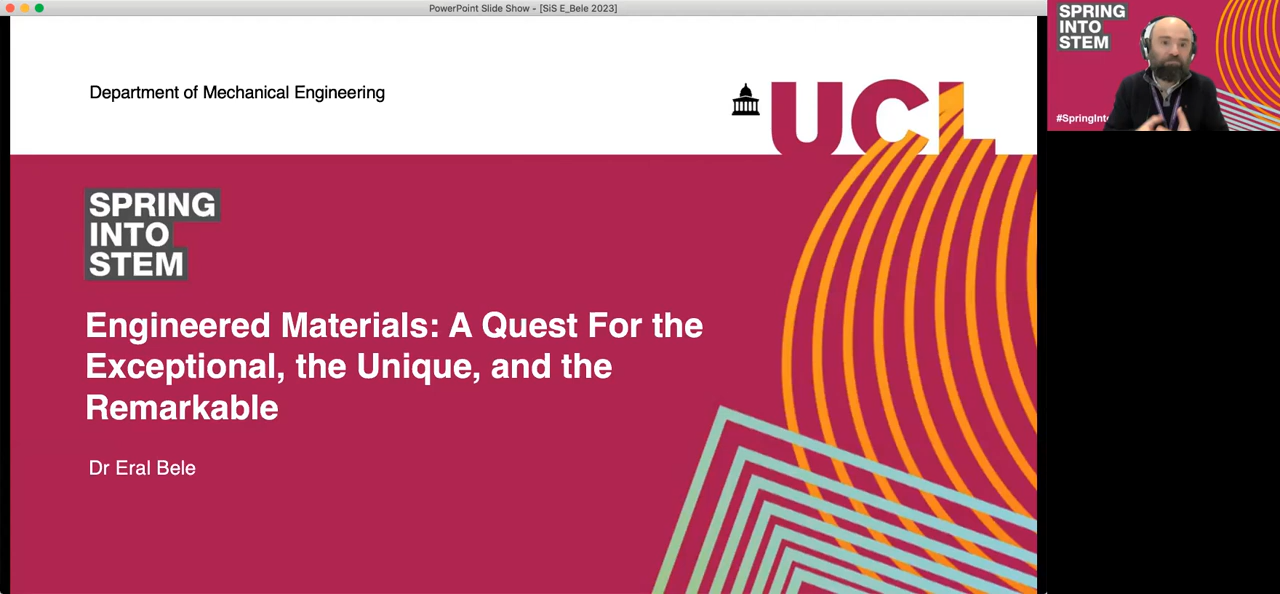 PowerPoint Slide Show - [SiS E_Bele 2023]
Department of Mechanical Engineering
UCL
SPRING
INTO
STEM
Engineered Materials: A Quest For the
Exceptional, the Unique, and the
Remarkable
Dr Eral Bele
SPRING
INTO
STEM
#SpringInto